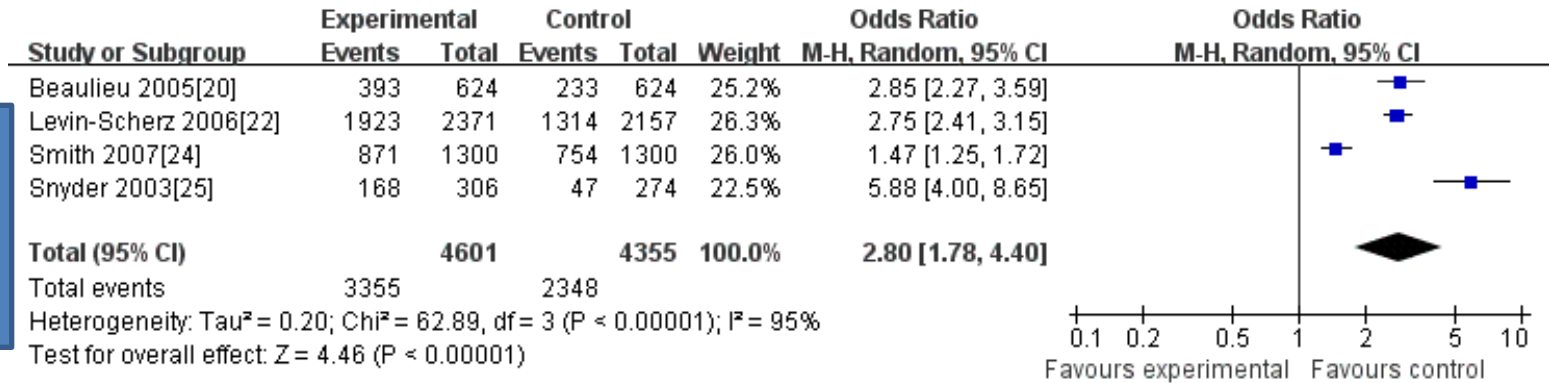 Experimental Control Odds Ratio Odds Ratio
Study or Subgroup Events Total Events Total Weight M-H, Random, 95% CI M-H, Random, 95% CI
Beaulieu 2005[20] 393 624 233 624 25.2% 2.85 [2.27, 3.59]
Levin-Scherz 2006[22] 1923 2371 1314 2157 26.3% 2.75 [2.41, 3.15]
Smith 2007[24] 871 1300 754 1300 26.0% 1.47 [1.25, 1.72]
Snyder 2003[25] 168 306 47 274 22.5% 5.88 [4.00, 8.65]
Total (95% CI) 4601 4355 100.0% 2.80 [1.78, 4.40]
Total events 3355 2348
Heterogeneity: Tau² = 0.20; Chi² = 62.89, df = 3 (P < 0.00001); I² = 95%
Test for overall effect: Z = 4.46 (P < 0.00001)
0.1 0.2 0.5 1 2 5 10
Favours experimental Favours control